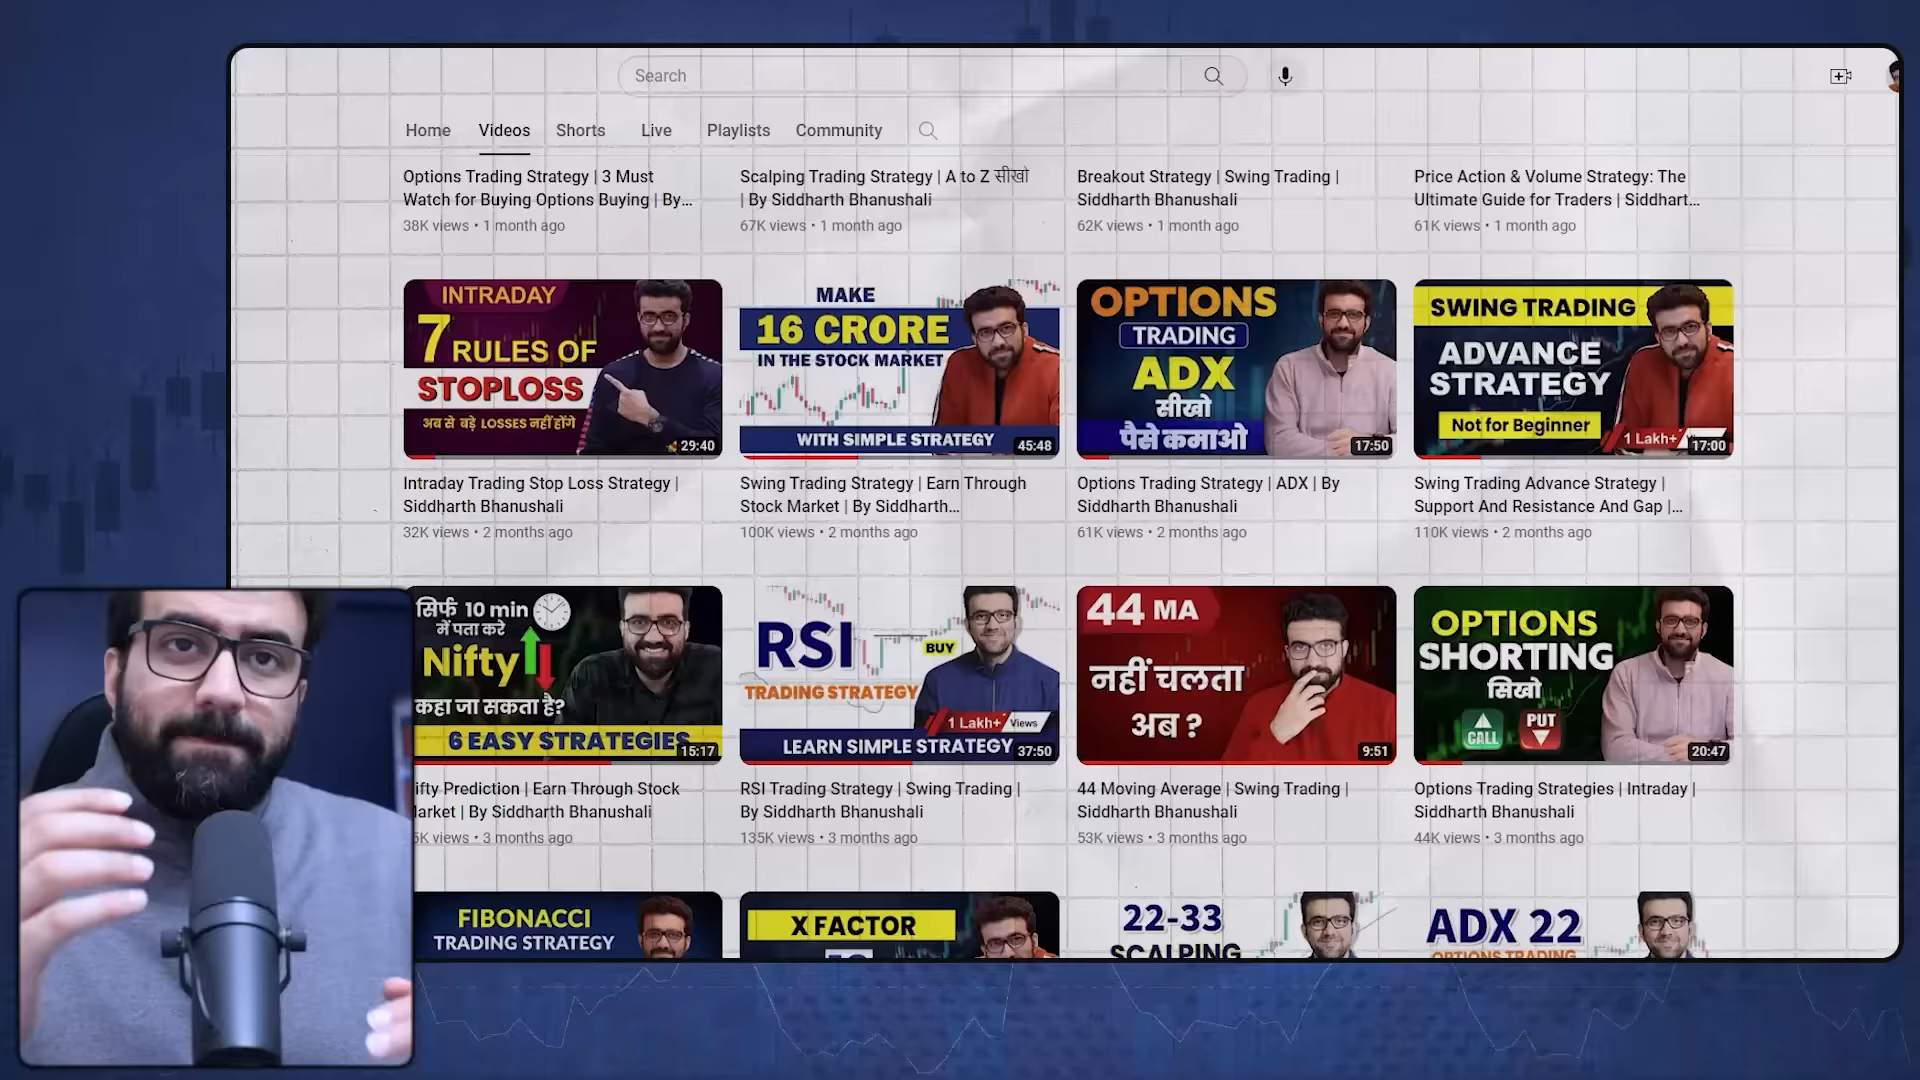 Search
Home Videos Shorts Live Playlists Community
Options Trading Strategy | 3 Must
Watch for Buying Options Buying | By...
38K views • 1 month ago
Scalping Trading Strategy | A to Z सीखो
| By Siddharth Bhanushali
67K views • 1 month ago
Breakout Strategy | Swing Trading |
Siddharth Bhanushali
62K views • 1 month ago
Price Action & Volume Strategy: The
Ultimate Guide for Traders | Siddhart...
61K views • 1 month ago
INTRADAY
7 RULES OF
STOPLOSS
अब से बड़े LOSSES नहीं होंगे
29:40
MAKE
16 CRORE
IN THE STOCK MARKET
WITH SIMPLE STRATEGY
45:48
OPTIONS
TRADING
ADX
सीखो
पैसे कमाओ
17:50
SWING TRADING
ADVANCE
STRATEGY
Not for Beginner
1 Lakh+
17:00
Intraday Trading Stop Loss Strategy |
Siddharth Bhanushali
32K views • 2 months ago
Swing Trading Strategy | Earn Through
Stock Market | By Siddharth...
100K views • 2 months ago
Options Trading Strategy | ADX | By
Siddharth Bhanushali
61K views • 2 months ago
Swing Trading Advance Strategy |
Support And Resistance And Gap |...
110K views • 2 months ago
सिर्फ 10 min
में पता करे
Nifty
कहा जा सकता है?
6 EASY STRATEGIES
15:17
RSI
BUY
TRADING STRATEGY
1 Lakh+ Views
LEARN SIMPLE STRATEGY
37:50
44 MA
नहीं चलता
अब ?
9:51
OPTIONS
SHORTING
सिखो
CALL PUT
20:47
ifty Prediction | Earn Through Stock
arket | By Siddharth Bhanushali
5K views • 3 months ago
RSI Trading Strategy | Swing Trading |
By Siddharth Bhanushali
135K views • 3 months ago
44 Moving Average | Swing Trading |
Siddharth Bhanushali
53K views • 3 months ago
Options Trading Strategies | Intraday |
Siddharth Bhanushali
44K views • 3 months ago
FIBONACCI
TRADING STRATEGY
X FACTOR
22-33
SCALPING
ADX 22
OPTIONS TRADING